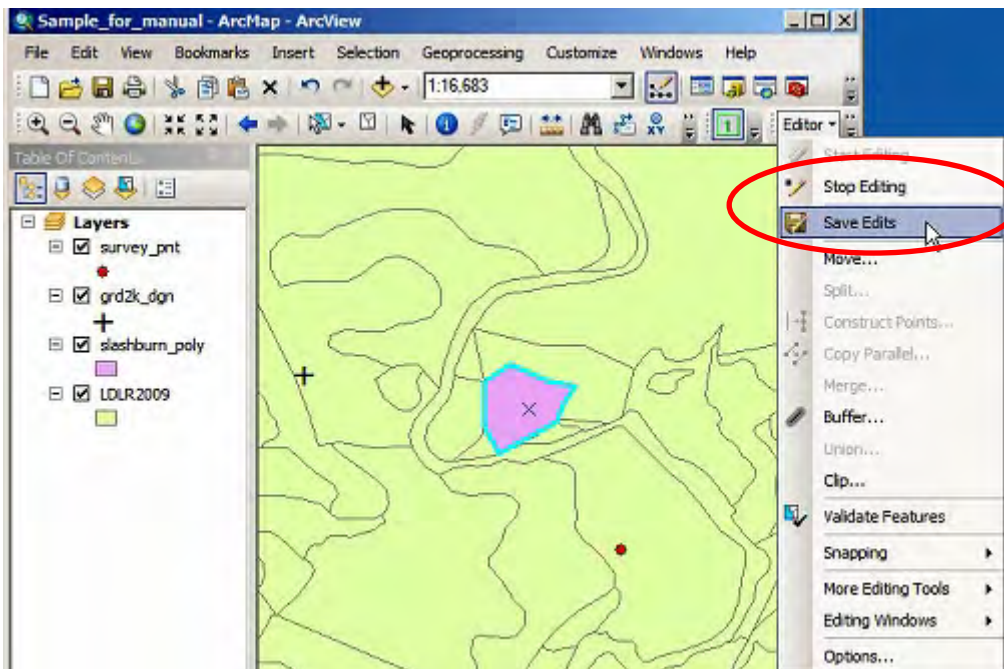 Sample_for_manual - ArcMap - ArcView
File Edit View Bookmarks Insert Selection Geoprocessing Customize Windows Help
1:16,683
1 Editor
Table Of Contents
Start Editing
Stop Editing
Layers
Save Edits
survey_pnt
Move...
grd2k_dgn
Split...
Construct Points...
slashburn_poly
Copy Parallel...
Merge...
LDLR2009
Buffer...
Union...
Clip...
Validate Features
Snapping
More Editing Tools
Editing Windows
Options...